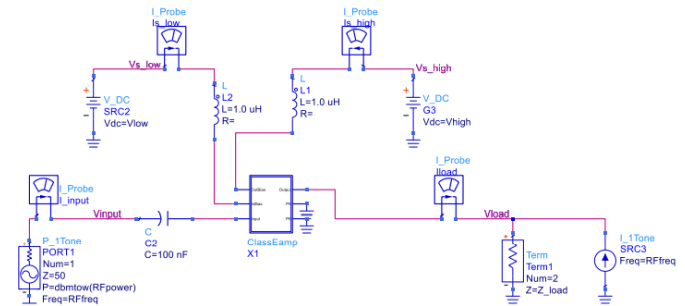 I_Probe
Is_low
I_Probe
Is_high
Vs_low
Vs_high
V_DC
SRC2
Vdc=Vlow
L
L2
L=1.0 uH
R=
L
L1
L=1.0 uH
R=
V_DC
G3
Vdc=Vhigh
I_Probe
I_input
I_Probe
Iload
Output
Input
Vinput
Vload
C
C2
C=100 nF
ClassEamp
X1
P_1Tone
PORT1
Num=1
Z=50
P=dbmtow(RFpower)
Freq=RFfreq
Term
Term1
Num=2
Z=Z_load
I_1Tone
SRC3
Freq=RFfreq